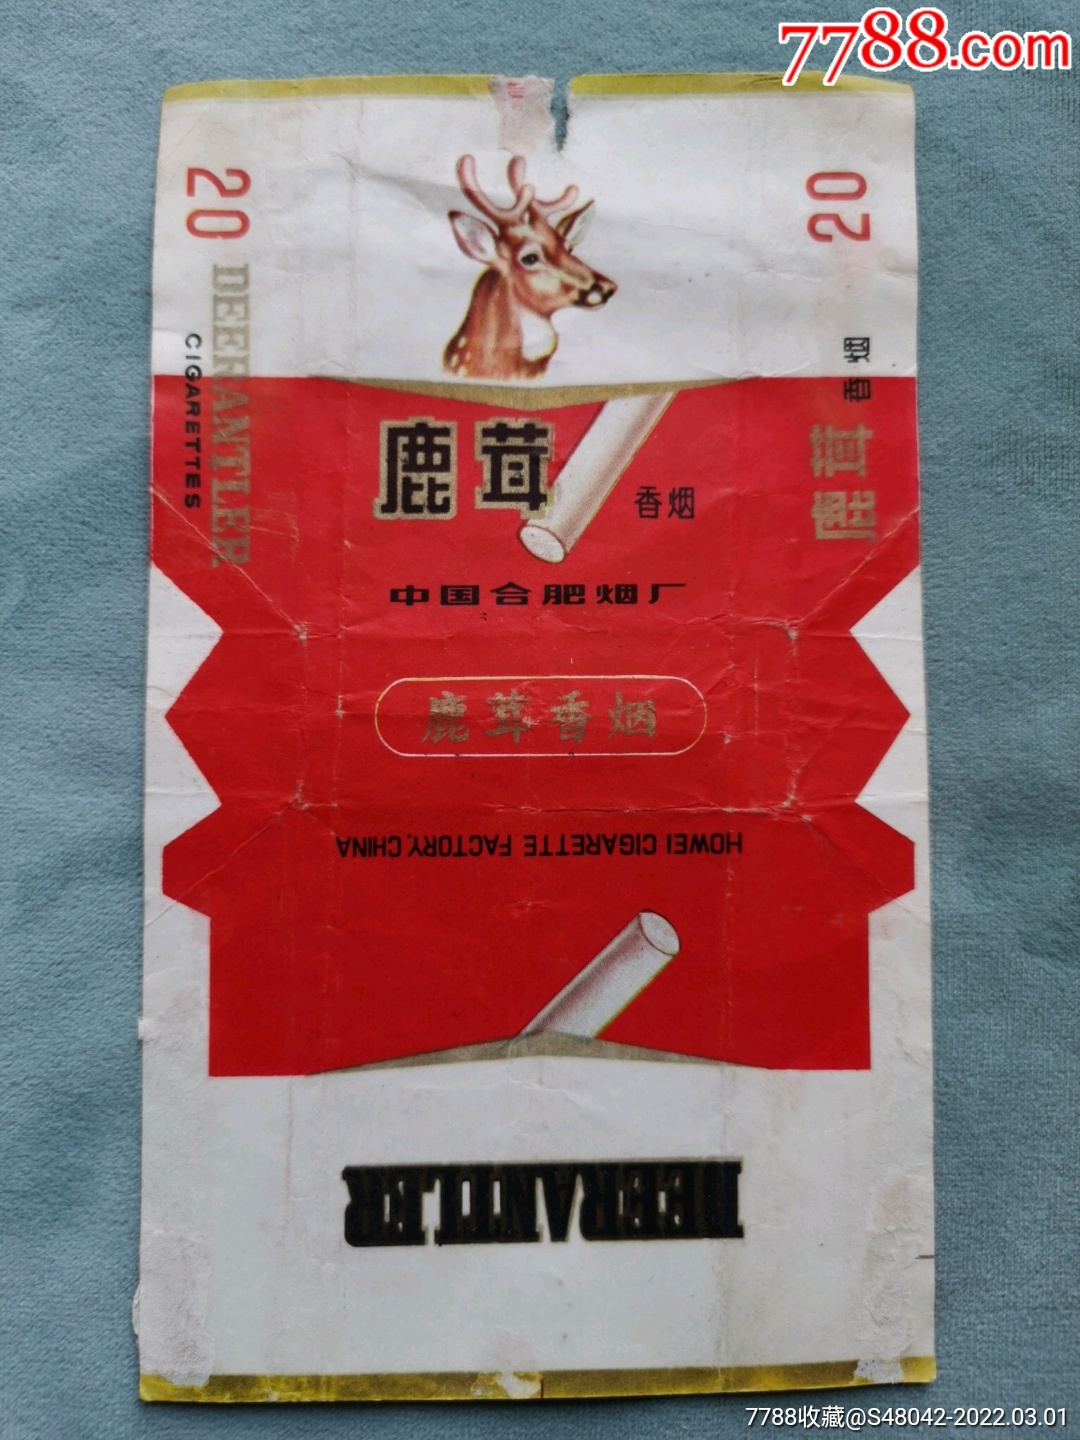 7788.com
20
DEERANTLER
CIGARETTES
20
鹿茸
香烟
鹿茸
香烟
中国合肥烟厂
鹿茸香烟
HOWEI CIGARETTE FACTORY, CHINA
DEERANTLER
7788收藏@S48042-2022.03.01